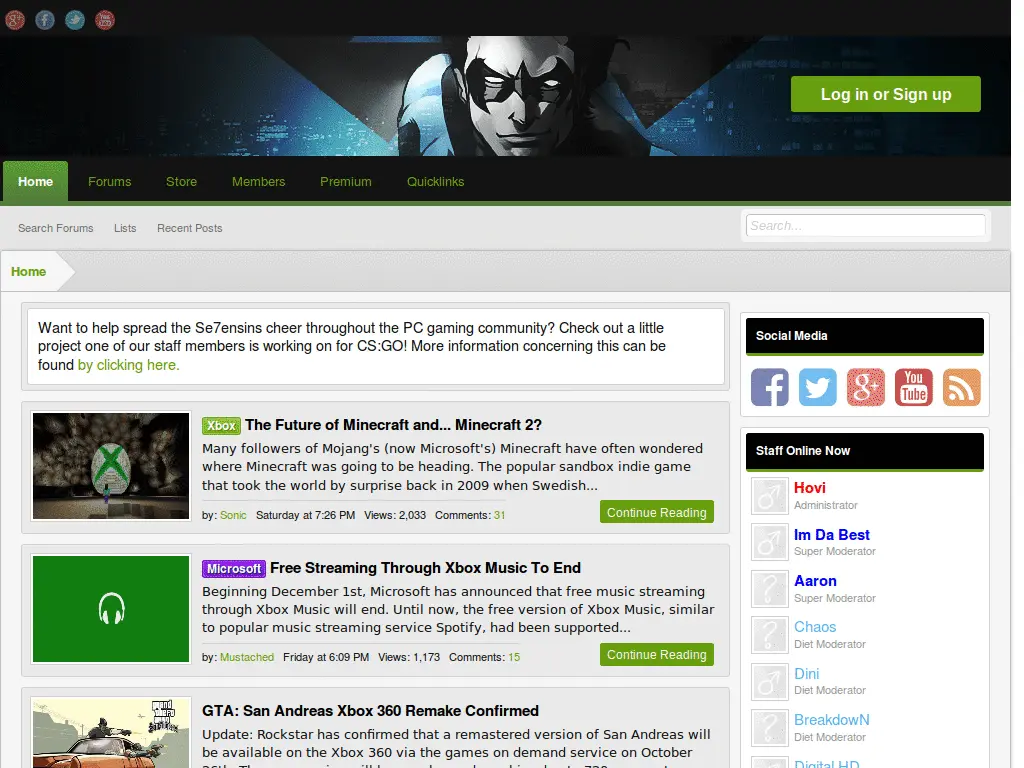 Log in or Sign up
Home Forums Store Members Premium Quicklinks
Search Forums Lists Recent Posts
Search...
Home
Want to help spread the Se7ensins cheer throughout the PC gaming community? Check out a little
project one of our staff members is working on for CS:GO! More information concerning this can be
found by clicking here.
Xbox The Future of Minecraft and... Minecraft 2?
Many followers of Mojang's (now Microsoft's) Minecraft have often wondered
where Minecraft was going to be heading. The popular sandbox indie game
that took the world by surprise back in 2009 when Swedish...
by: Sonic Saturday at 7:26 PM Views: 2,033 Comments: 31
Continue Reading
Microsoft Free Streaming Through Xbox Music To End
Beginning December 1st, Microsoft has announced that free music streaming
through Xbox Music will end. Until now, the free version of Xbox Music, similar
to popular music streaming service Spotify, had been supported...
by: Mustached Friday at 6:09 PM Views: 1,173 Comments: 15
Continue Reading
GTA: San Andreas Xbox 360 Remake Confirmed
Update: Rockstar has confirmed that a remastered version of San Andreas will
be available on the Xbox 360 via the games on demand service on October
Social Media
You
Tube
Staff Online Now
Hovi
Administrator
Im Da Best
Super Moderator
Aaron
Super Moderator
Chaos
Diet Moderator
Dini
Diet Moderator
BreakdowN
Diet Moderator
Digital HD